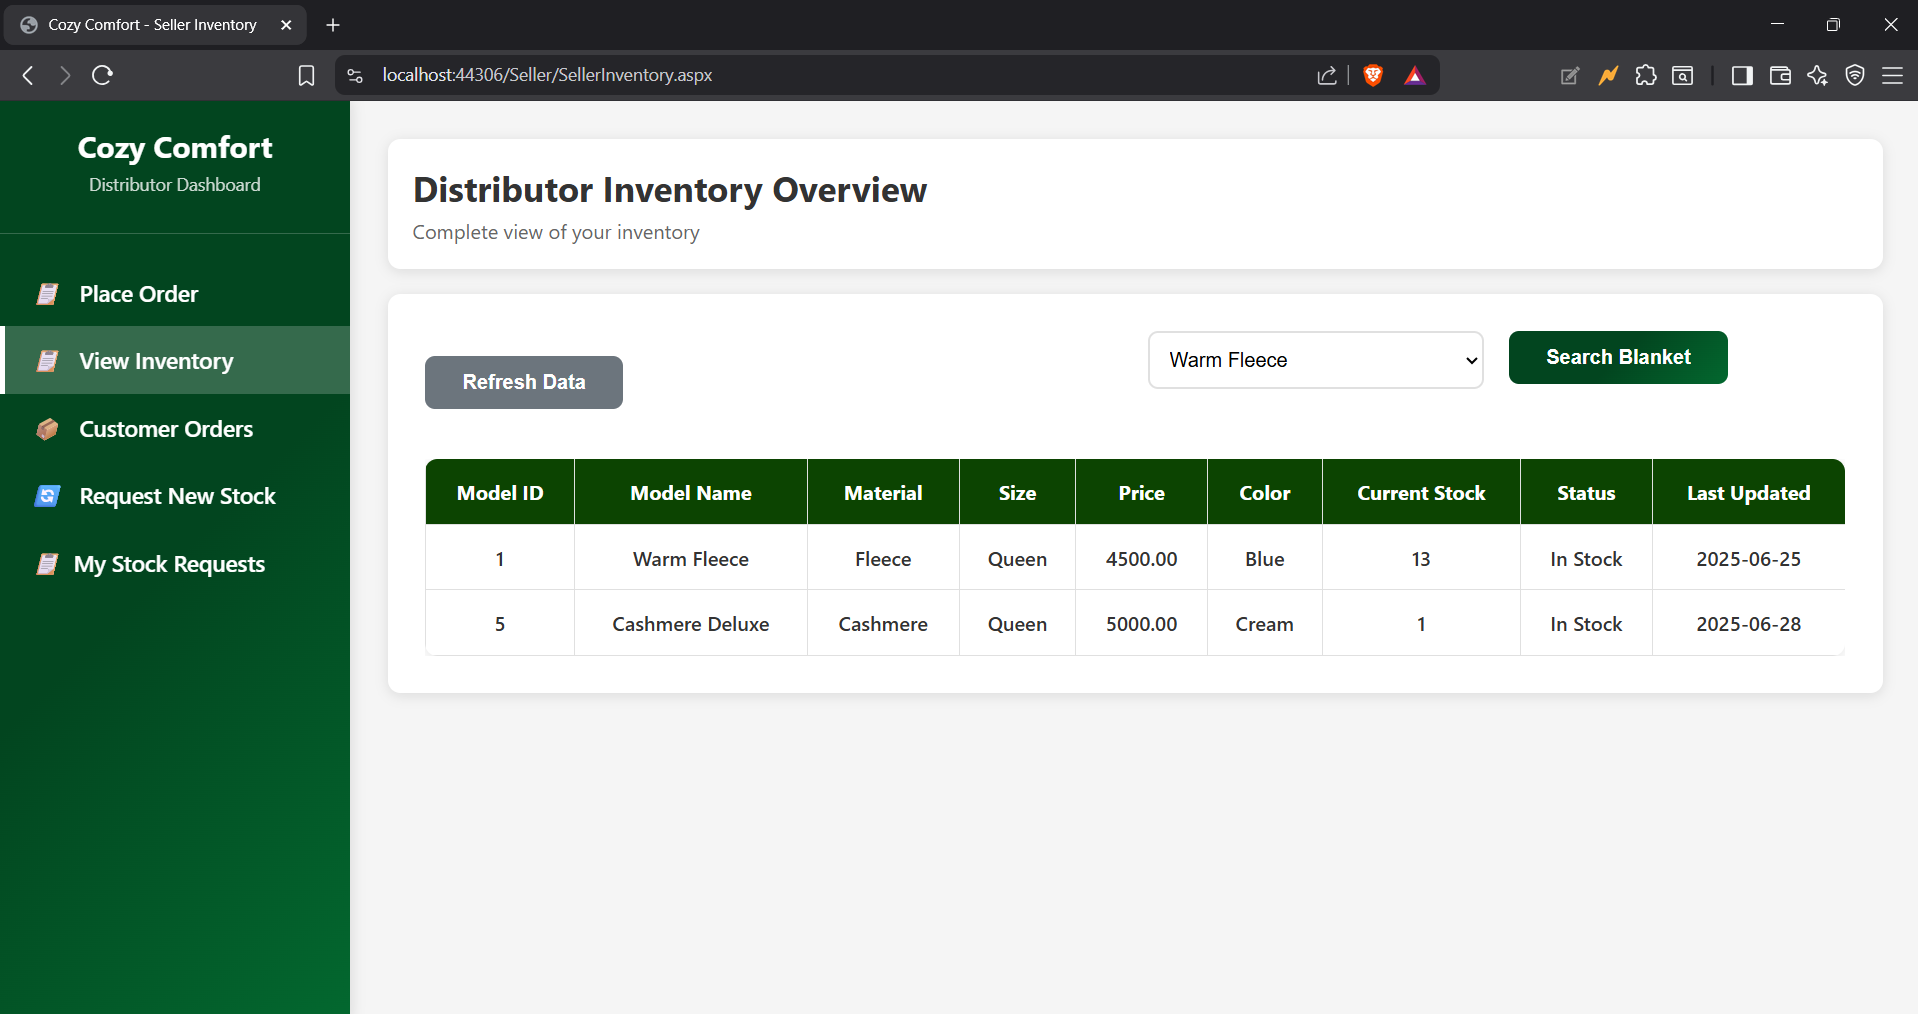 Cozy Comfort - Seller Inventory
localhost:44306/Seller/SellerInventory.aspx
Cozy Comfort
Distributor Dashboard
Place Order
View Inventory
Customer Orders
Request New Stock
My Stock Requests
Distributor Inventory Overview
Complete view of your inventory
Refresh Data
Warm Fleece
Search Blanket
Model ID Model Name Material Size Price Color Current Stock Status Last Updated
1 Warm Fleece Fleece Queen 4500.00 Blue 13 In Stock 2025-06-25
5 Cashmere Deluxe Cashmere Queen 5000.00 Cream 1 In Stock 2025-06-28